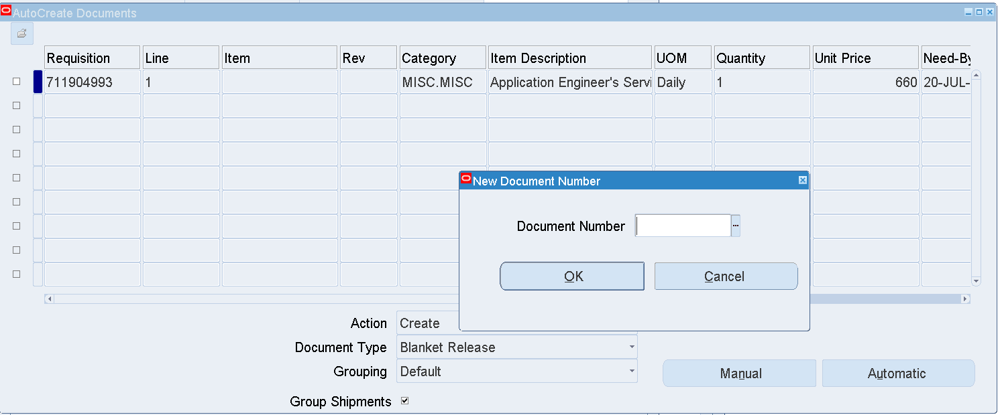 AutoCreate Documents
Requisition Line Item Rev Category Item Description UOM Quantity Unit Price Need-By
711904993 1 MISC.MISC Application Engineer's Servi Daily 1 660 20-JUL-
New Document Number
Document Number
OK Cancel
Action Create
Document Type Blanket Release
Grouping Default
Manual Automatic
Group Shipments